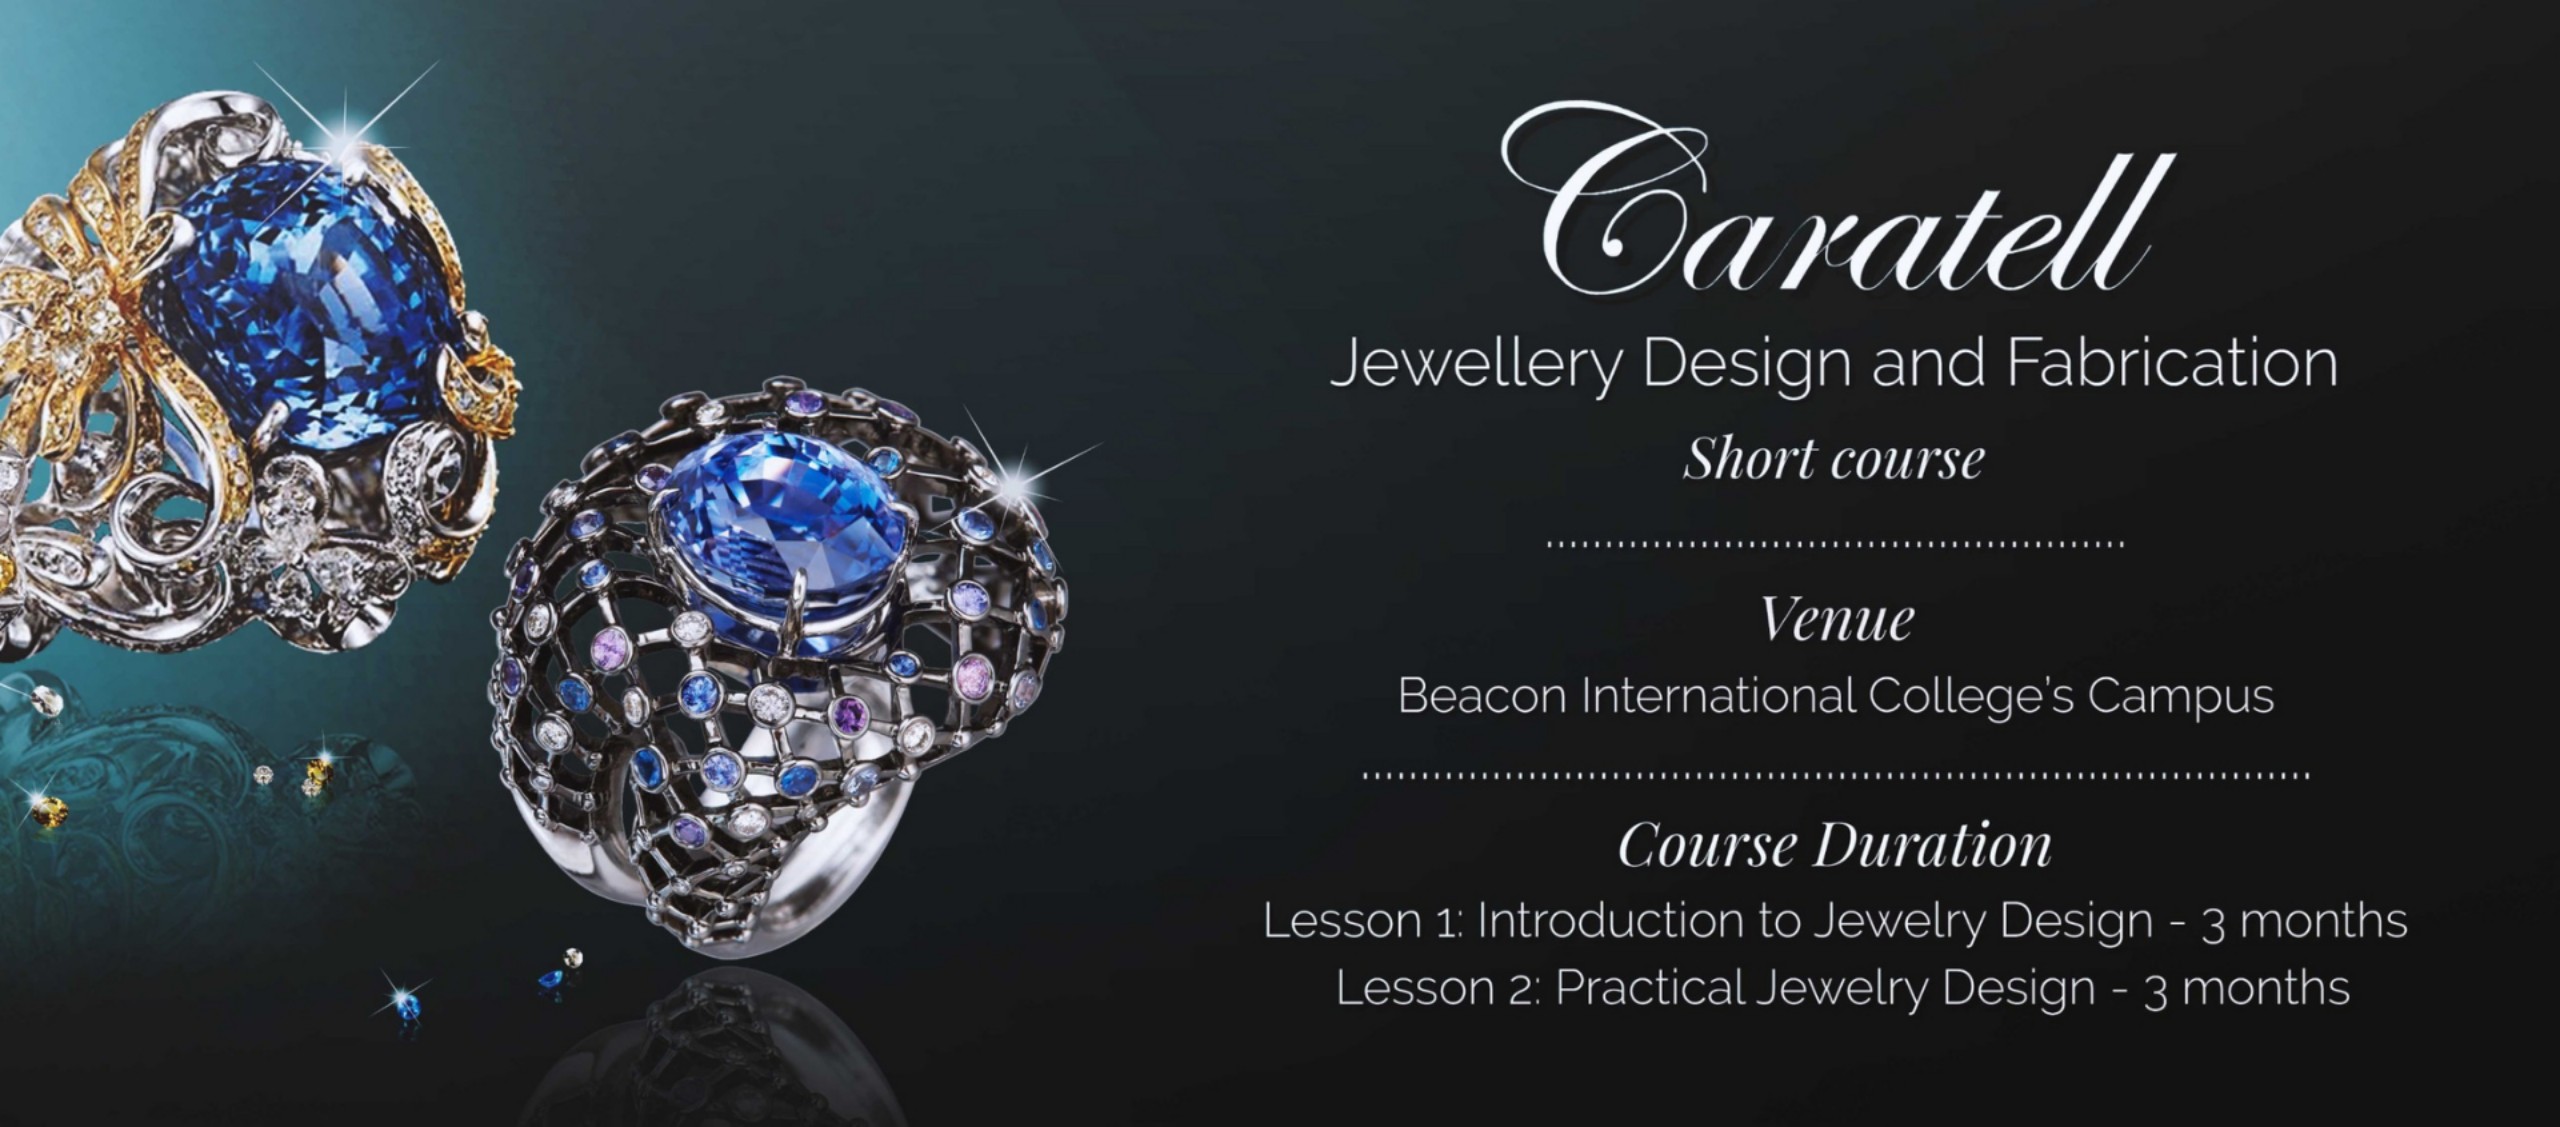 Caratell
Jewellery Design and Fabrication
Short course
Venue
Beacon International College's Campus
Course Duration
Lesson 1: Introduction to Jewelry Design - 3 months
Lesson 2: Practical Jewelry Design - 3 months